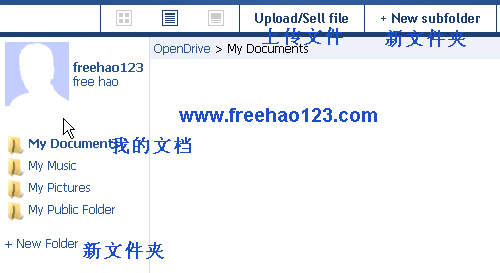 Upload/Sell file
+ New subfolder
上传文件
新文件夹
OpenDrive > My Documents
freehao123
free hao
www.freehao123.com
My Documents
我的文档
My Music
My Pictures
My Public Folder
+ New Folder
新文件夹